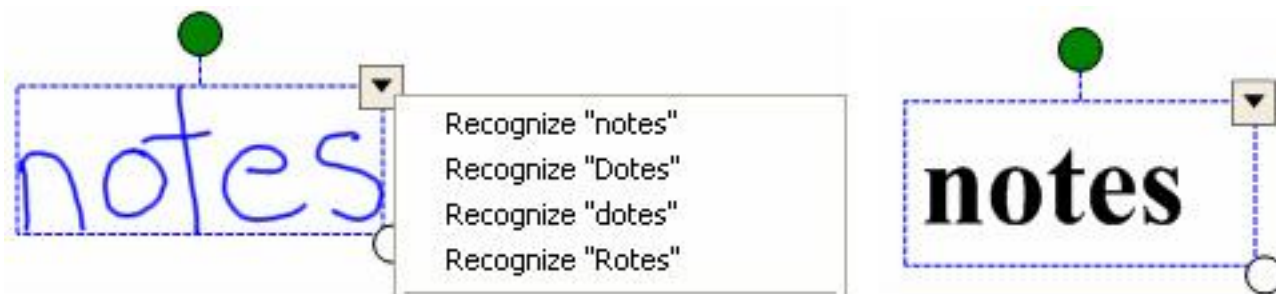 notes
Recognize "notes"
Recognize "Dotes"
Recognize "dotes"
Recognize "Rotes"
notes